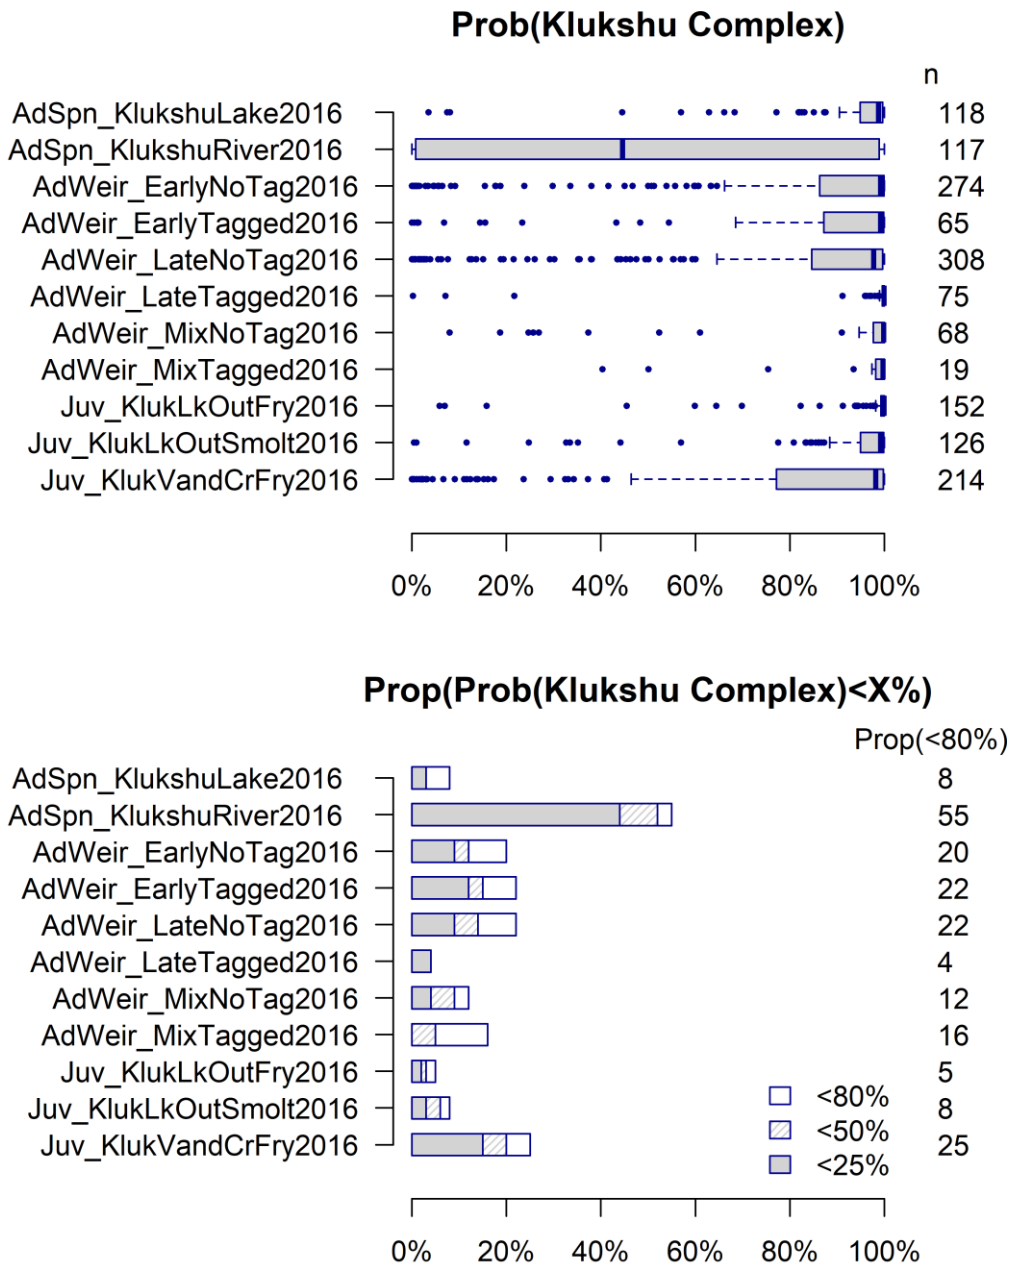 Prob(Klukshu Complex)
n
AdSpn_KlukshuLake2016 118
AdSpn_KlukshuRiver2016 117
AdWeir_EarlyNoTag2016 274
AdWeir_EarlyTagged2016 65
AdWeir_LateNoTag2016 308
AdWeir_LateTagged2016 75
AdWeir_MixNoTag2016 68
AdWeir_MixTagged2016 19
Juv_KlukLkOutFry2016 152
Juv_KlukLkOutSmolt2016 126
Juv_KlukVandCrFry2016 214
0% 20% 40% 60% 80% 100%
Prop(Prob(Klukshu Complex)<X%)
Prop(<80%)
AdSpn_KlukshuLake2016 8
AdSpn_KlukshuRiver2016 55
AdWeir_EarlyNoTag2016 20
AdWeir_EarlyTagged2016 22
AdWeir_LateNoTag2016 22
AdWeir_LateTagged2016 4
AdWeir_MixNoTag2016 12
AdWeir_MixTagged2016 16
Juv_KlukLkOutFry2016 5
Juv_KlukLkOutSmolt2016 8
Juv_KlukVandCrFry2016 25
<80%
<50%
<25%
0% 20% 40% 60% 80% 100%